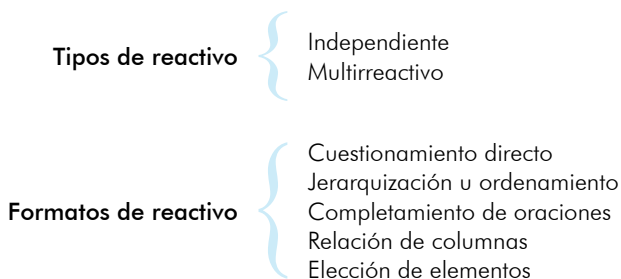 Tipos de reactivo
Independiente
Multirreactivo
Formatos de reactivo
Cuestionamiento directo
Jerarquización u ordenamiento
Completamiento de oraciones
Relación de columnas
Elección de elementos